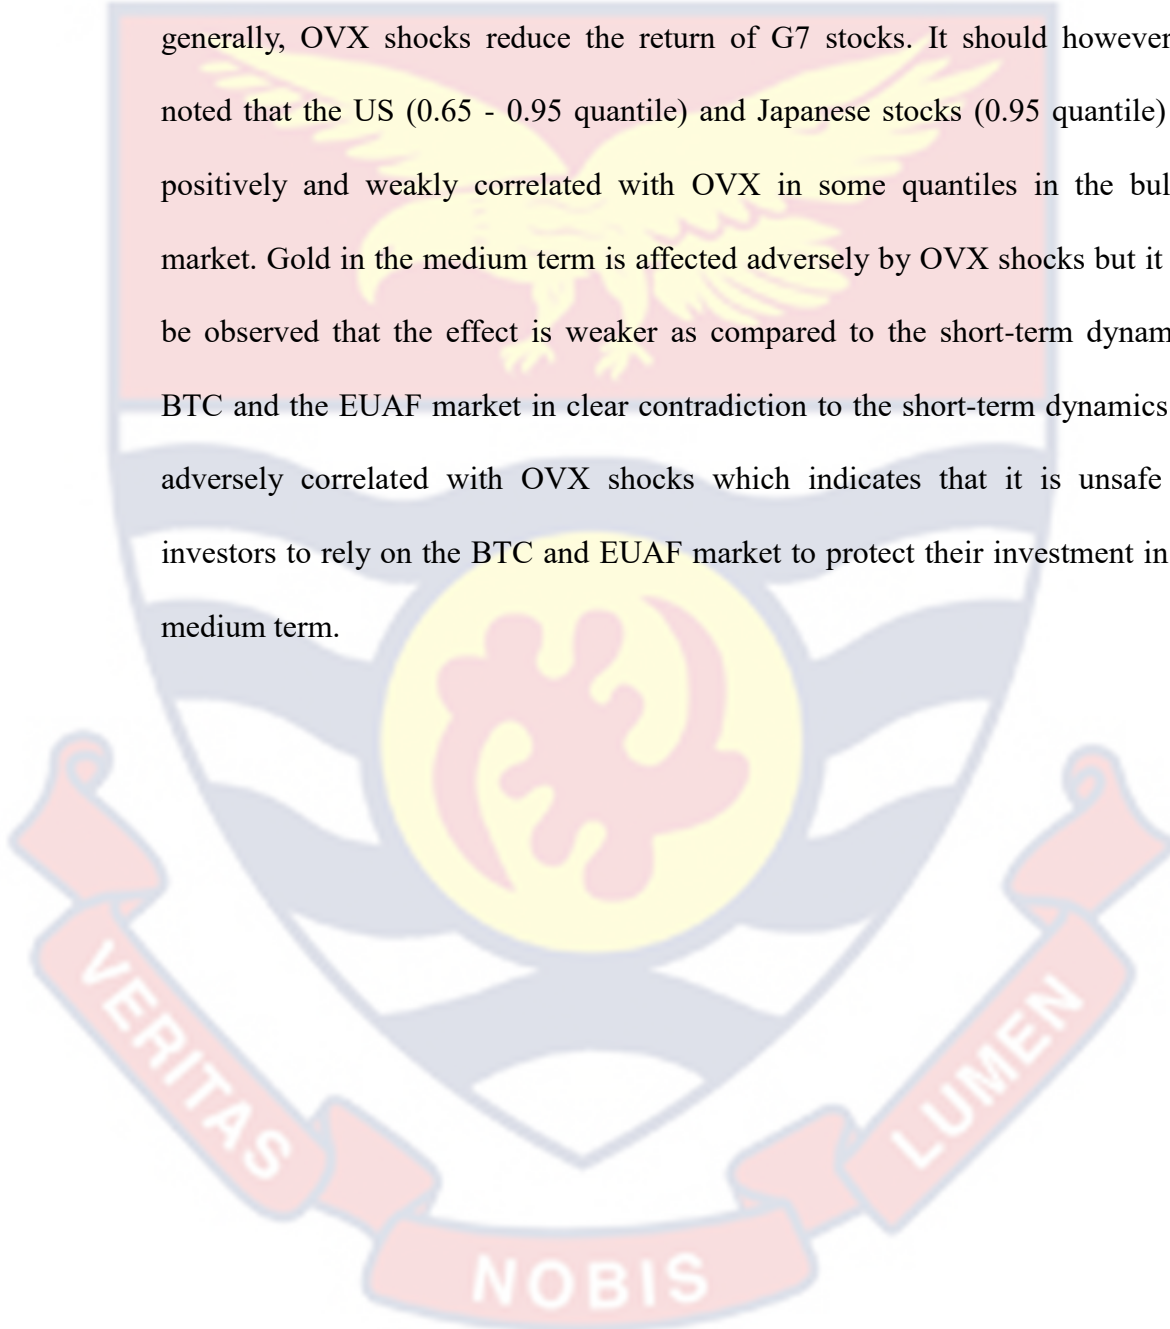 generally, OVX shocks reduce the return of G7 stocks. It should however
noted that the US (0.65 - 0.95 quantile) and Japanese stocks (0.95 quantile)
positively and weakly correlated with OVX in some quantiles in the bul
market. Gold in the medium term is affected adversely by OVX shocks but it
be observed that the effect is weaker as compared to the short-term dynam
BTC and the EUAF market in clear contradiction to the short-term dynamics
adversely correlated with OVX shocks which indicates that it is unsafe
investors to rely on the BTC and EUAF market to protect their investment in
medium term.
VERITAS
NOBIS
LUMEN